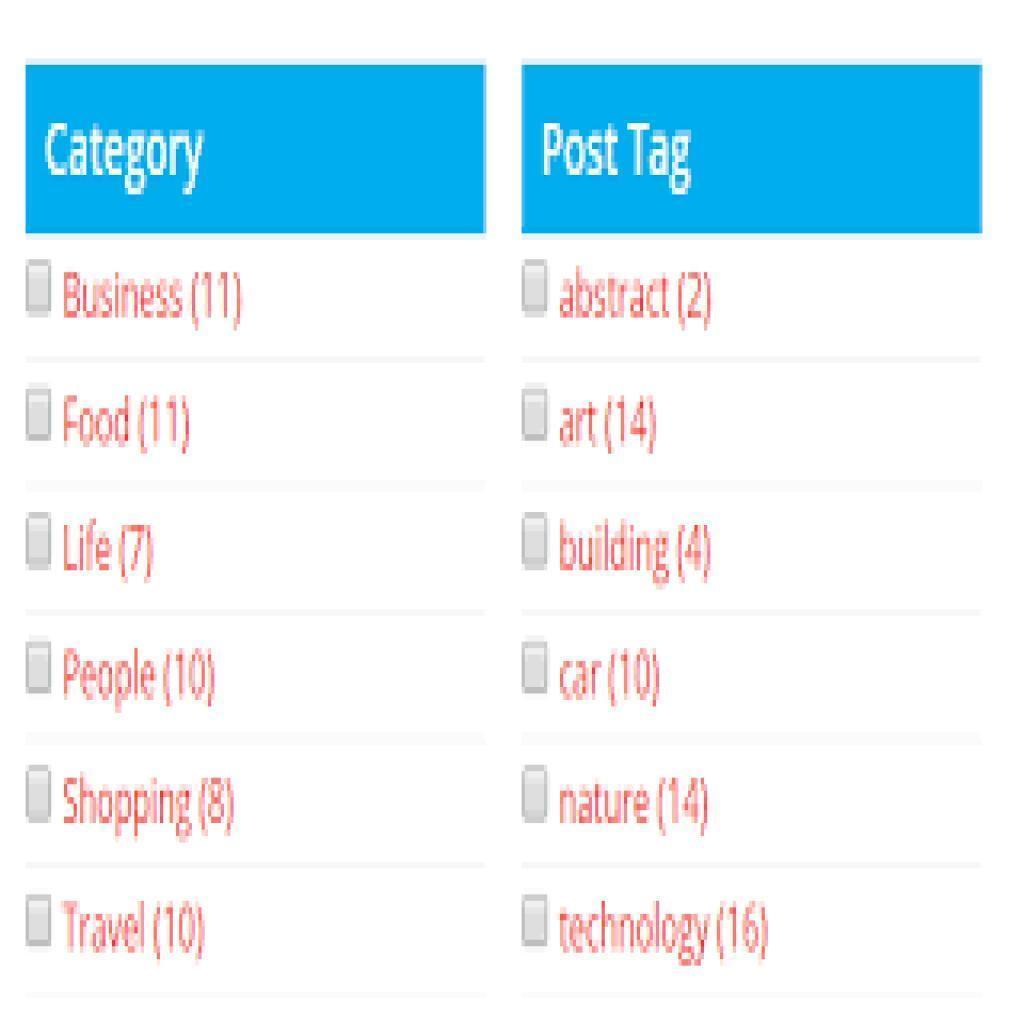 Category
Business (11)
Food (11)
Life (7)
People (10)
Shopping (8)
Travel (10)
Post Tag
abstract (2)
art (14)
building (4)
car (10)
nature (14)
technology (16)